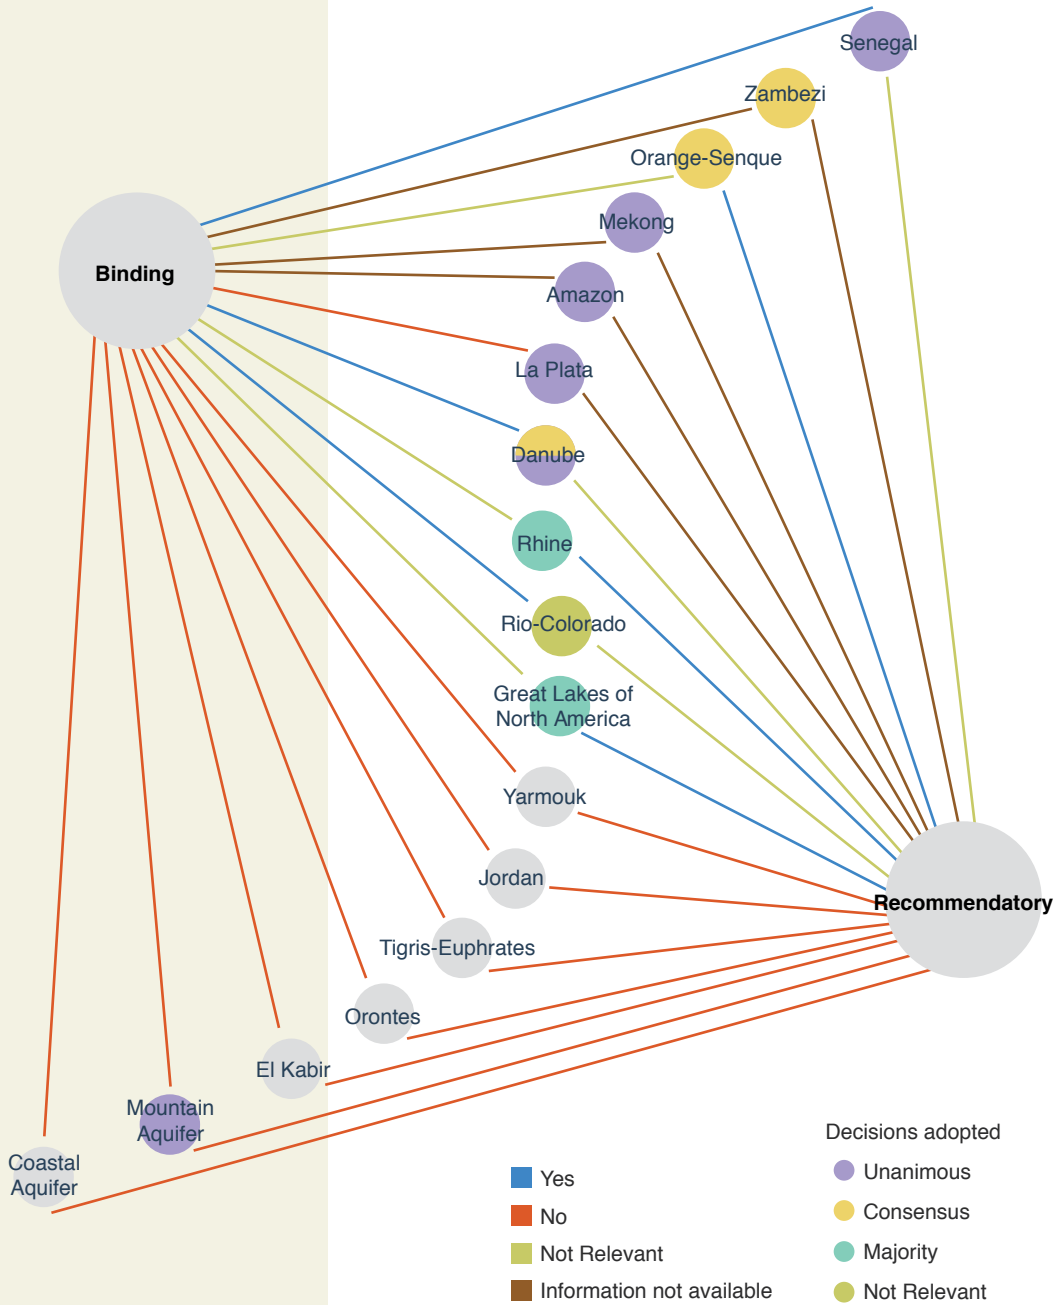 Senegal
Zambezi
Orange-Senque
Mekong
Binding
Amazon
La Plata
Danube
Rhine
Rio-Colorado
Great Lakes of
North America
Yarmouk
Jordan
Recommendatory
Tigris-Euphrates
Orontes
El Kabir
Mountain
Aquifer
Coastal
Aquifer
Yes
No
Not Relevant
Information not available
Decisions adopted
Unanimous
Consensus
Majority
Not Relevant